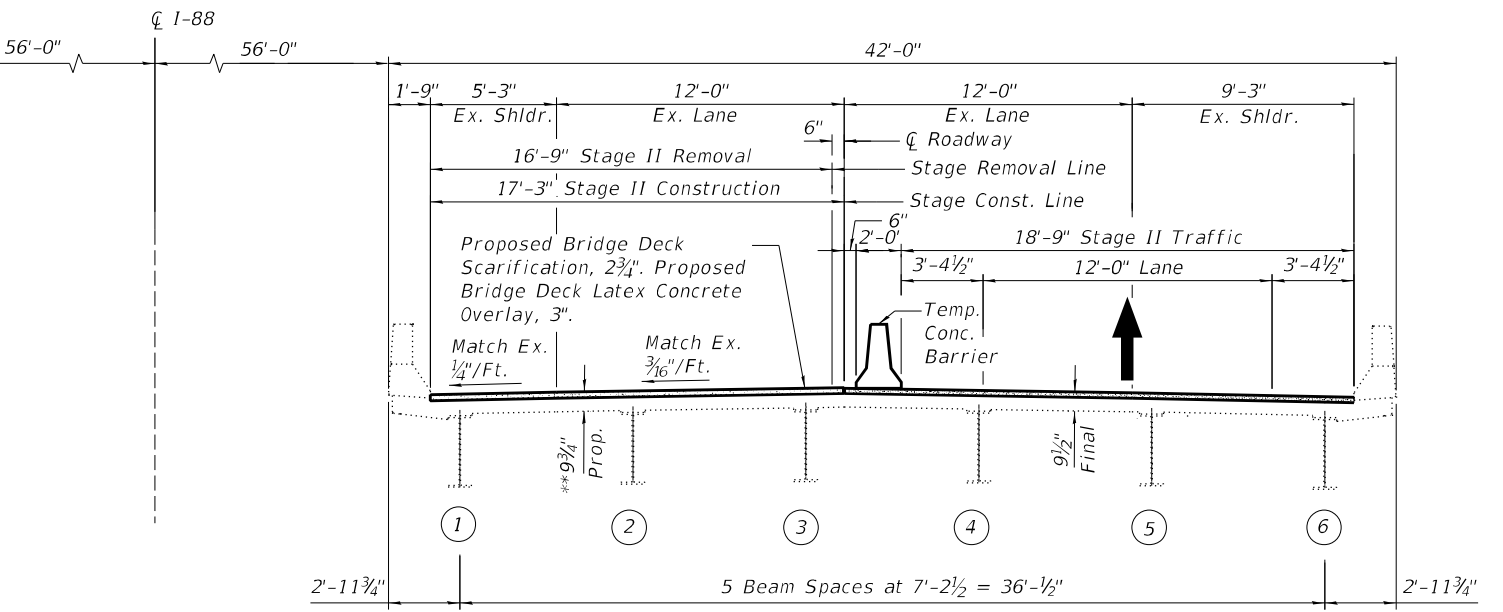 ℄ I-88
56'-0"
56'-0"
42'-0"
1'-9"
5'-3"
12'-0"
12'-0"
9'-3"
Ex. Shldr.
Ex. Lane
Ex. Lane
Ex. Shldr.
6"
℄ Roadway
16'-9" Stage II Removal
Stage Removal Line
17'-3" Stage II Construction
Stage Const. Line
6"
2'-0'
18'-9" Stage II Traffic
3'-4½"
12'-0" Lane
3'-4½"
Proposed Bridge Deck
Scarification, 2¾". Proposed
Bridge Deck Latex Concrete
Overlay, 3".
Temp.
Conc.
Barrier
Match Ex.
¼"/Ft.
Match Ex.
3/16"/Ft.
**9¾"
Prop.
9½"
Final
1
2
3
4
5
6
2'-11¾"
5 Beam Spaces at 7'-2½ = 36'-½"
2'-11¾"